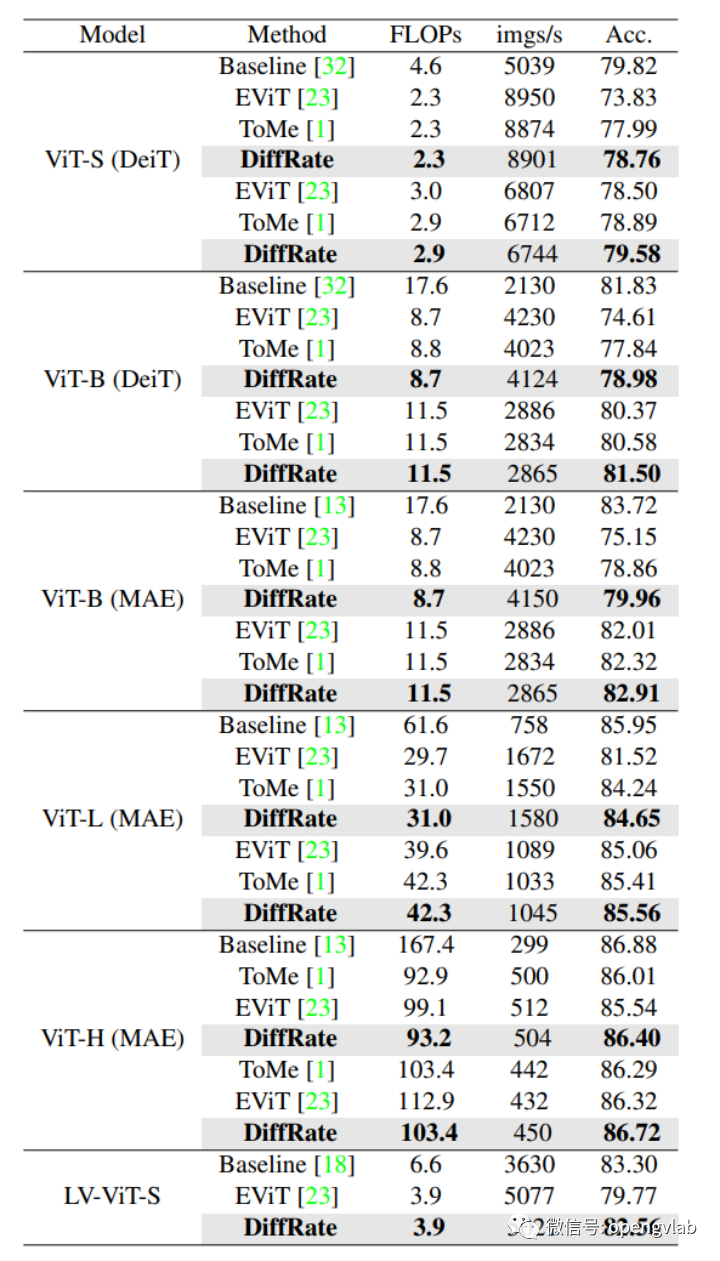 Model Method FLOPs imgs/s Acc.
Baseline [32] 4.6 5039 79.82
EViT [23] 2.3 8950 73.83
ToMe [1] 2.3 8874 77.99
ViT-S (DeiT) DiffRate 2.3 8901 78.76
EViT [23] 3.0 6807 78.50
ToMe [1] 2.9 6712 78.89
DiffRate 2.9 6744 79.58
Baseline [32] 17.6 2130 81.83
EViT [23] 8.7 4230 74.61
ToMe [1] 8.8 4023 77.84
ViT-B (DeiT) DiffRate 8.7 4124 78.98
EViT [23] 11.5 2886 80.37
ToMe [1] 11.5 2834 80.58
DiffRate 11.5 2865 81.50
Baseline [13] 17.6 2130 83.72
EViT [23] 8.7 4230 75.15
ToMe [1] 8.8 4023 78.86
ViT-B (MAE) DiffRate 8.7 4150 79.96
EViT [23] 11.5 2886 82.01
ToMe [1] 11.5 2834 82.32
DiffRate 11.5 2865 82.91
Baseline [13] 61.6 758 85.95
EViT [23] 29.7 1672 81.52
ToMe [1] 31.0 1550 84.24
ViT-L (MAE) DiffRate 31.0 1580 84.65
EViT [23] 39.6 1089 85.06
ToMe [1] 42.3 1033 85.41
DiffRate 42.3 1045 85.56
Baseline [13] 167.4 299 86.88
ToMe [1] 92.9 500 86.01
EViT [23] 99.1 512 85.54
ViT-H (MAE) DiffRate 93.2 504 86.40
ToMe [1] 103.4 442 86.29
EViT [23] 112.9 432 86.32
DiffRate 103.4 450 86.72
Baseline [18] 6.6 3630 83.30
LV-ViT-S EViT [23] 3.9 5077 79.77
DiffRate 3.9
微信号: opengvlab